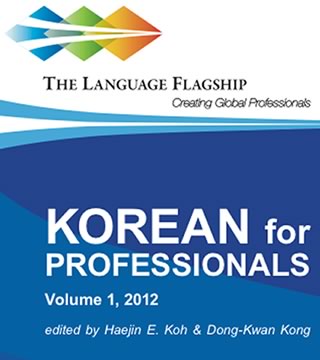 THE LANGUAGE FLAGSHIP
Creating Global Professionals
KOREAN for
PROFESSIONALS
Volume 1, 2012
edited by Haejin E. Koh & Dong-Kwan Kong